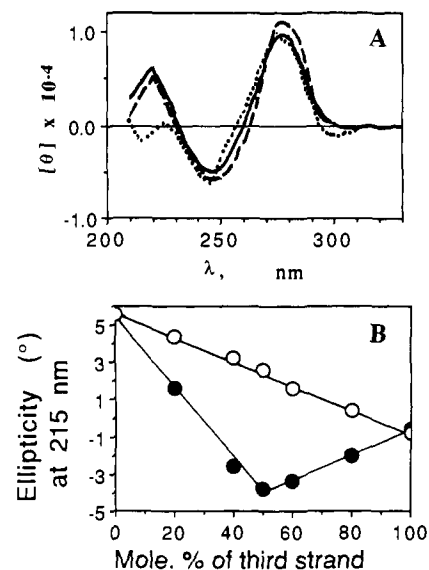 A
1.0
0.0
-1.0
[θ] x 10⁻⁴
200
250
300
λ, nm
B
5
3
1
-1
-3
-5
Ellipticity (°)
at 215 nm
0
20
40
60
80
100
Mole. % of third strand